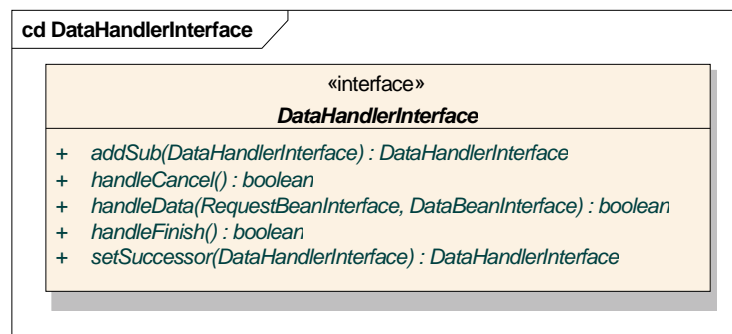 cd DataHandlerInterface
«interface»
DataHandlerInterface
+ addSub(DataHandlerInterface) : DataHandlerInterface
+ handleCancel() : boolean
+ handleData(RequestBeanInterface, DataBeanInterface) : boolean
+ handleFinish() : boolean
+ setSuccessor(DataHandlerInterface) : DataHandlerInterface